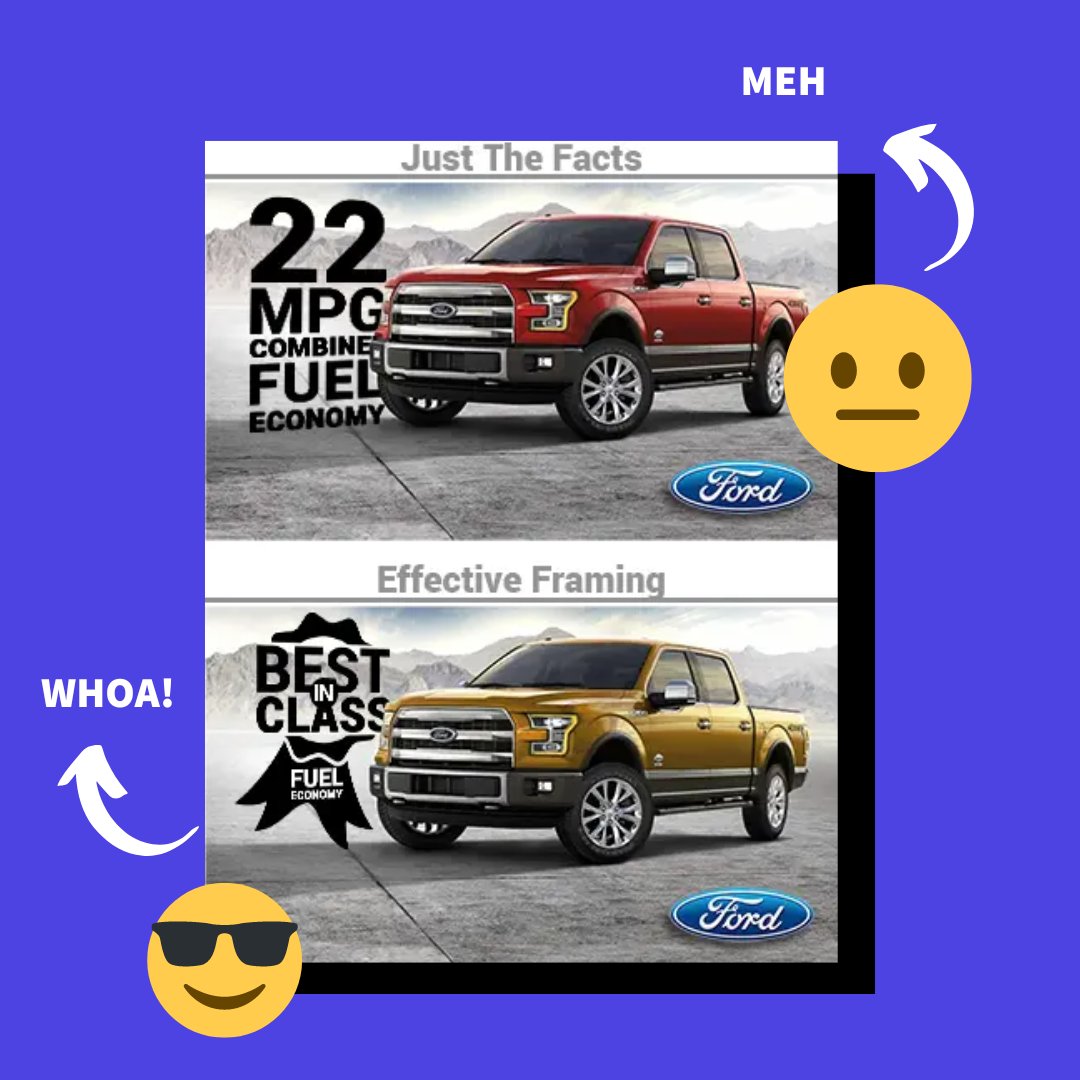 MEH
Just The Facts
22
MPG
COMBINE
FUEL
ECONOMY
Ford
Effective Framing
BEST
IN
CLASS
FUEL
ECONOMY
Ford
WHOA!